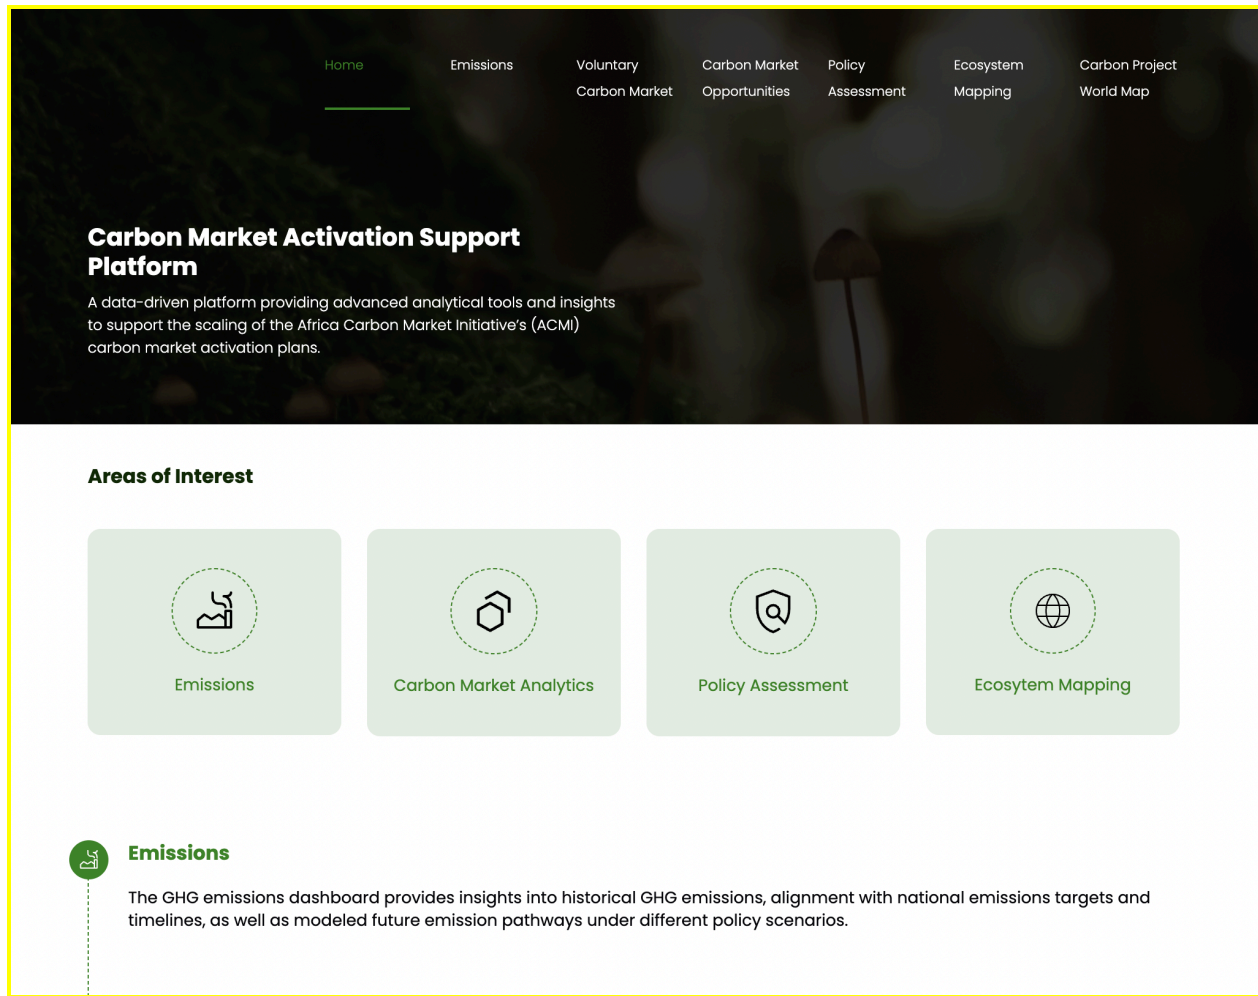 Home
Emissions
Voluntary
Carbon Market
Carbon Market
Opportunities
Policy
Assessment
Ecosystem
Mapping
Carbon Project
World Map
Carbon Market Activation Support
Platform
A data-driven platform providing advanced analytical tools and insights
to support the scaling of the Africa Carbon Market Initiative’s (ACMI)
carbon market activation plans.
Areas of Interest
Emissions
Carbon Market Analytics
Policy Assessment
Ecosytem Mapping
Emissions
The GHG emissions dashboard provides insights into historical GHG emissions, alignment with national emissions targets and
timelines, as well as modeled future emission pathways under different policy scenarios.